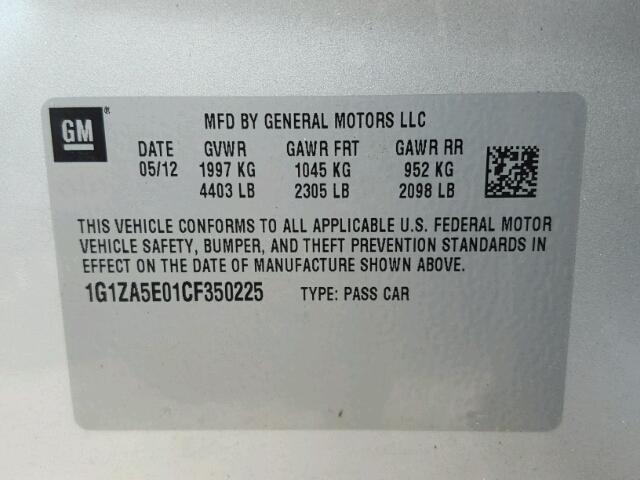 GM
®
MFD BY GENERAL MOTORS LLC
DATE GVWR GAWR FRT GAWR RR
05/12 1997 KG 1045 KG 952 KG
4403 LB 2305 LB 2098 LB
THIS VEHICLE CONFORMS TO ALL APPLICABLE U.S. FEDERAL MOTOR
VEHICLE SAFETY, BUMPER, AND THEFT PREVENTION STANDARDS IN
EFFECT ON THE DATE OF MANUFACTURE SHOWN ABOVE.
1G1ZA5E01CF350225 TYPE: PASS CAR